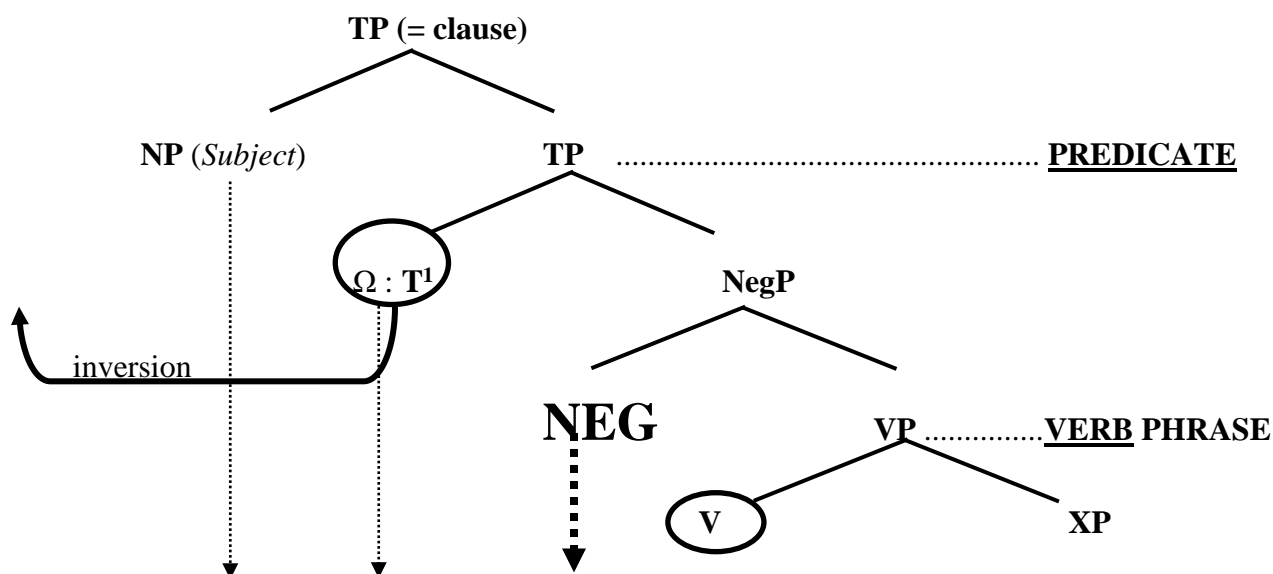 TP (= clause)
NP (Subject) TP ........................................... PREDICATE
Ω : T¹
NegP
inversion
NEG
VP ...............VERB PHRASE
V XP